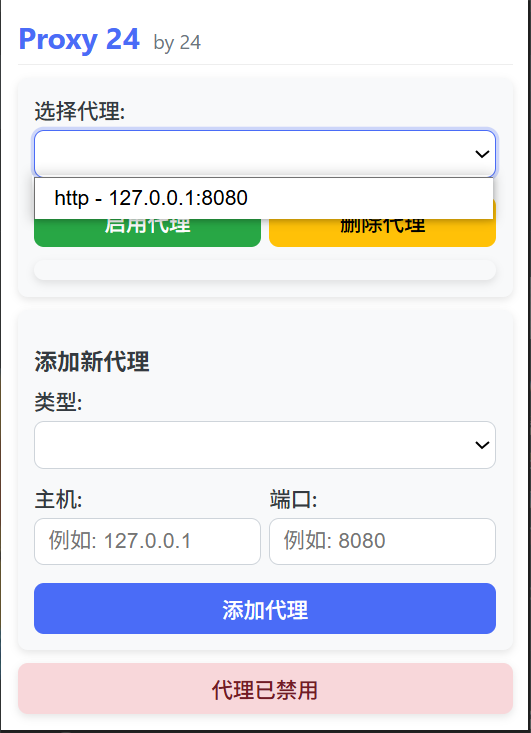 Proxy 24 by 24
选择代理:
http - 127.0.0.1:8080
启用代理 删除代理
添加新代理
类型:
主机: 端口:
例如: 127.0.0.1 例如: 8080
添加代理
代理已禁用